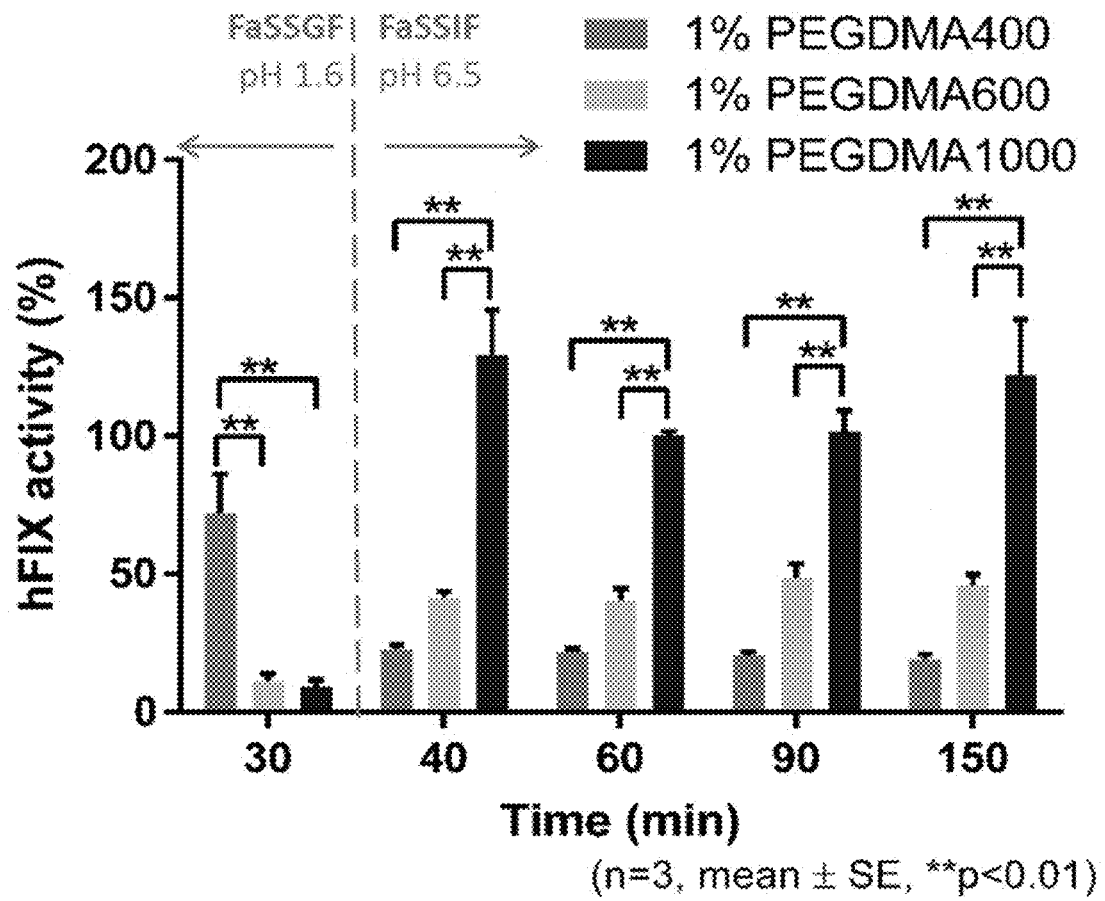 FaSSGF FaSSIF
pH 1.6 pH 6.5
1% PEGDMA400
1% PEGDMA600
1% PEGDMA1000
hFIX activity (%)
200
150
100
50
0
** ** ** ** ** ** ** ** ** **
30 40 60 90 150
Time (min)
(n=3, mean ± SE, **p<0.01)